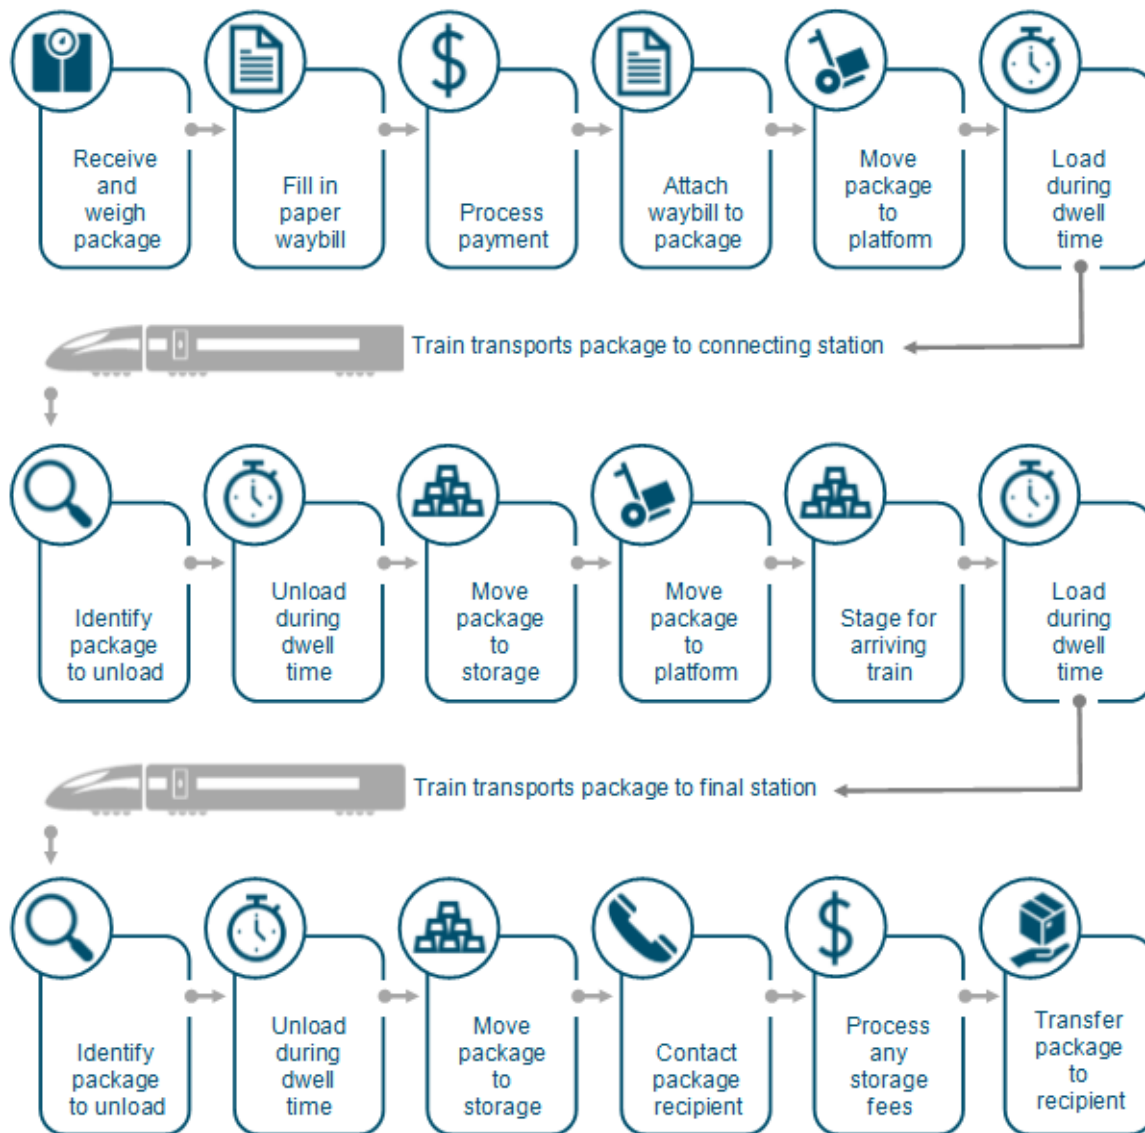 Receive
and
weigh
package
Fill in
paper
waybill
Process
payment
Attach
waybill to
package
Move
package
to
platform
Load
during
dwell
time
Train transports package to connecting station
Identify
package
to unload
Unload
during
dwell
time
Move
package
to
storage
Move
package
to
platform
Stage for
arriving
train
Load
during
dwell
time
Train transports package to final station
Identify
package
to unload
Unload
during
dwell
time
Move
package
to
storage
Contact
package
recipient
Process
any
storage
fees
Transfer
package
to
recipient